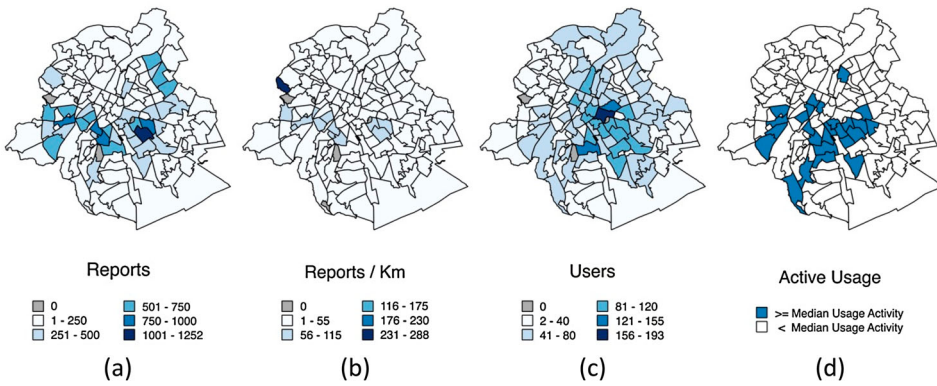 Reports
0
1 - 250
251 - 500
501 - 750
750 - 1000
1001 - 1252
(a)
Reports / Km
0
1 - 55
56 - 115
116 - 175
176 - 230
231 - 288
(b)
Users
0
2 - 40
41 - 80
81 - 120
121 - 155
156 - 193
(c)
Active Usage
>= Median Usage Activity
< Median Usage Activity
(d)